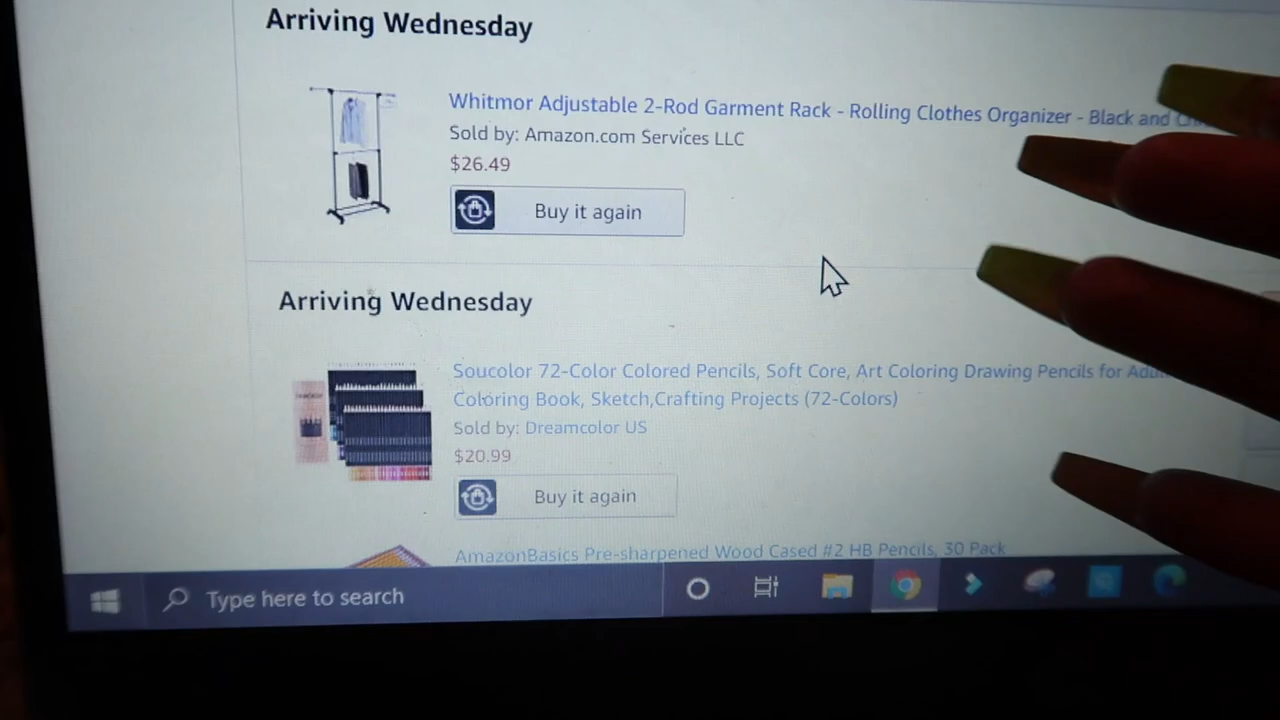 Arriving Wednesday
Whitmor Adjustable 2-Rod Garment Rack - Rolling Clothes Organizer - Black and
Sold by: Amazon.com Services LLC
$26.49
Buy it again
Arriving Wednesday
Soucolor 72-Color Colored Pencils, Soft Core, Art Coloring Drawing Pencils for
Coloring Book, Sketch,Crafting Projects (72-Colors)
Sold by: Dreamcolor US
$20.99
Buy it again
AmazonBasics Pre-sharpened Wood Cased #2 HB Pencils, 30 Pack
Type here to search